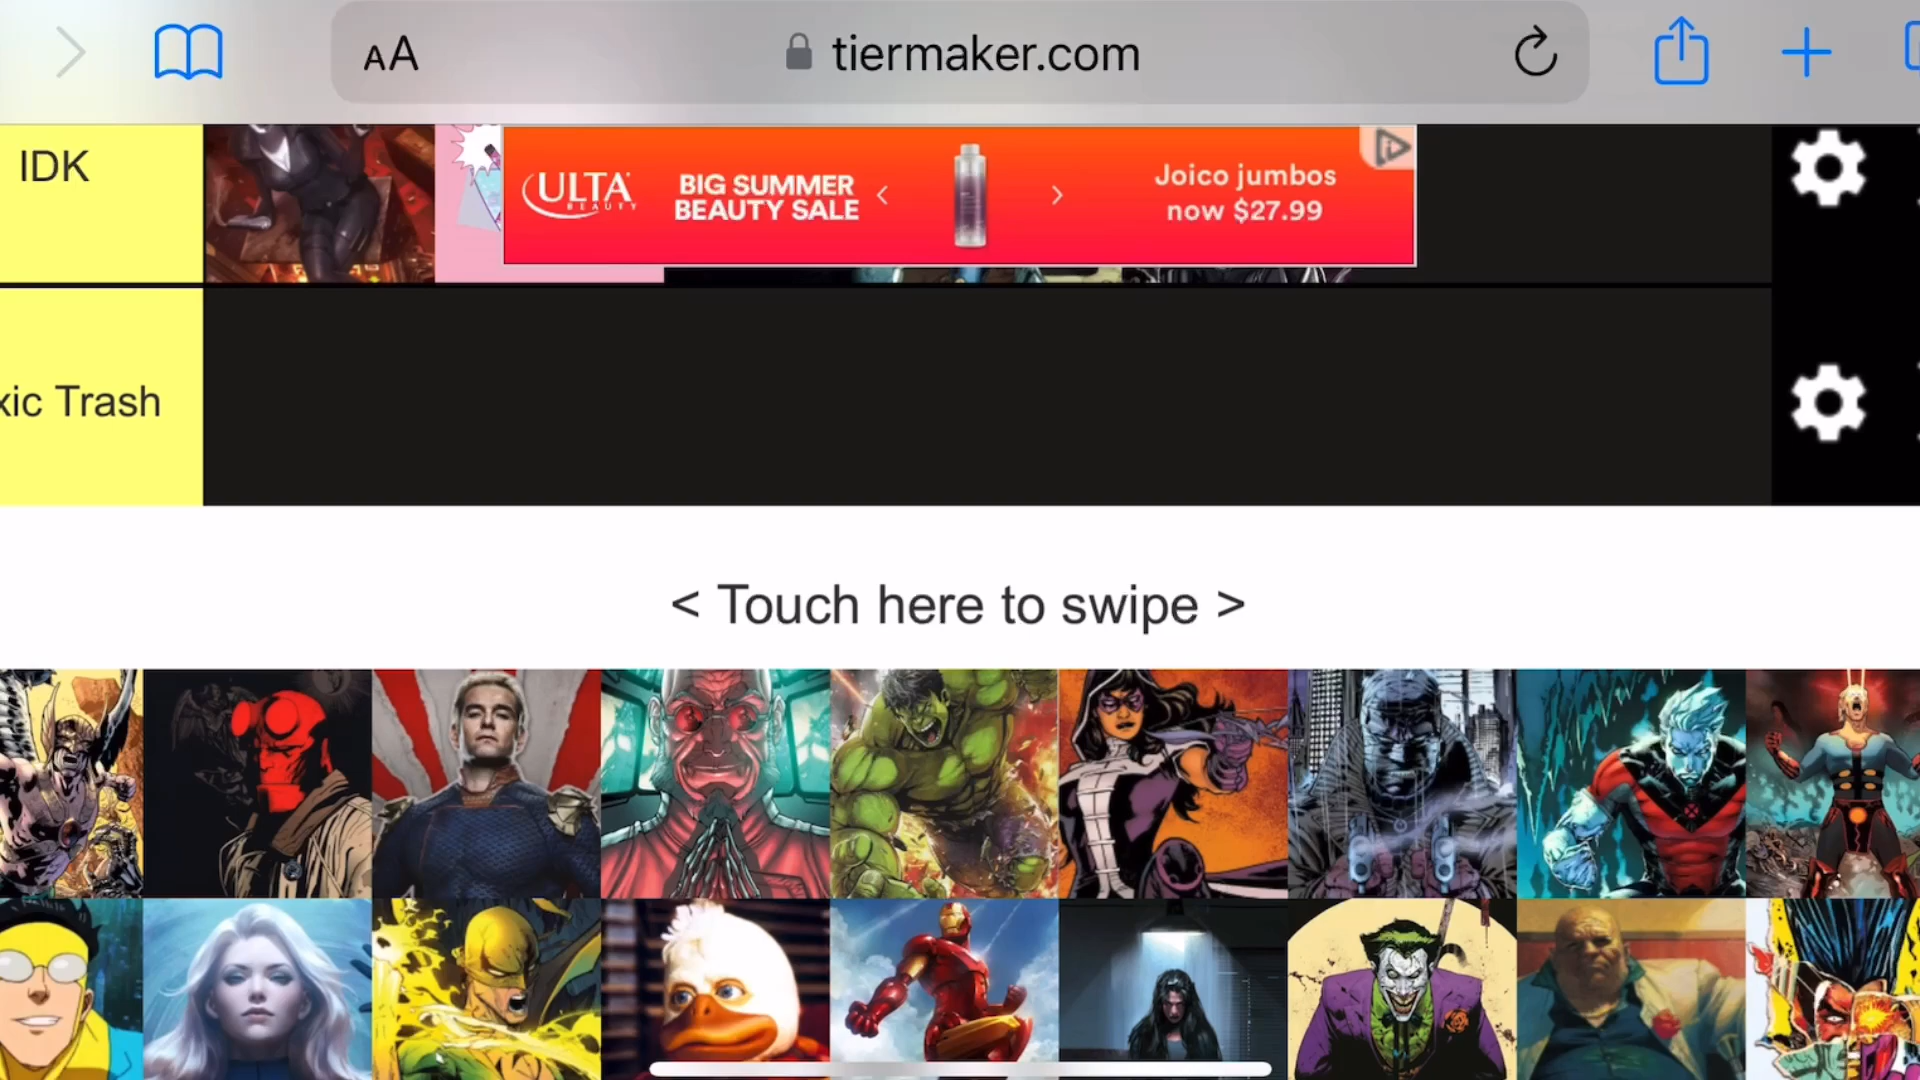 AA
tiermaker.com
IDK
ULTA
BEAUTY
BIG SUMMER
BEAUTY SALE
Joico jumbos
now $27.99
xic Trash
< Touch here to swipe >